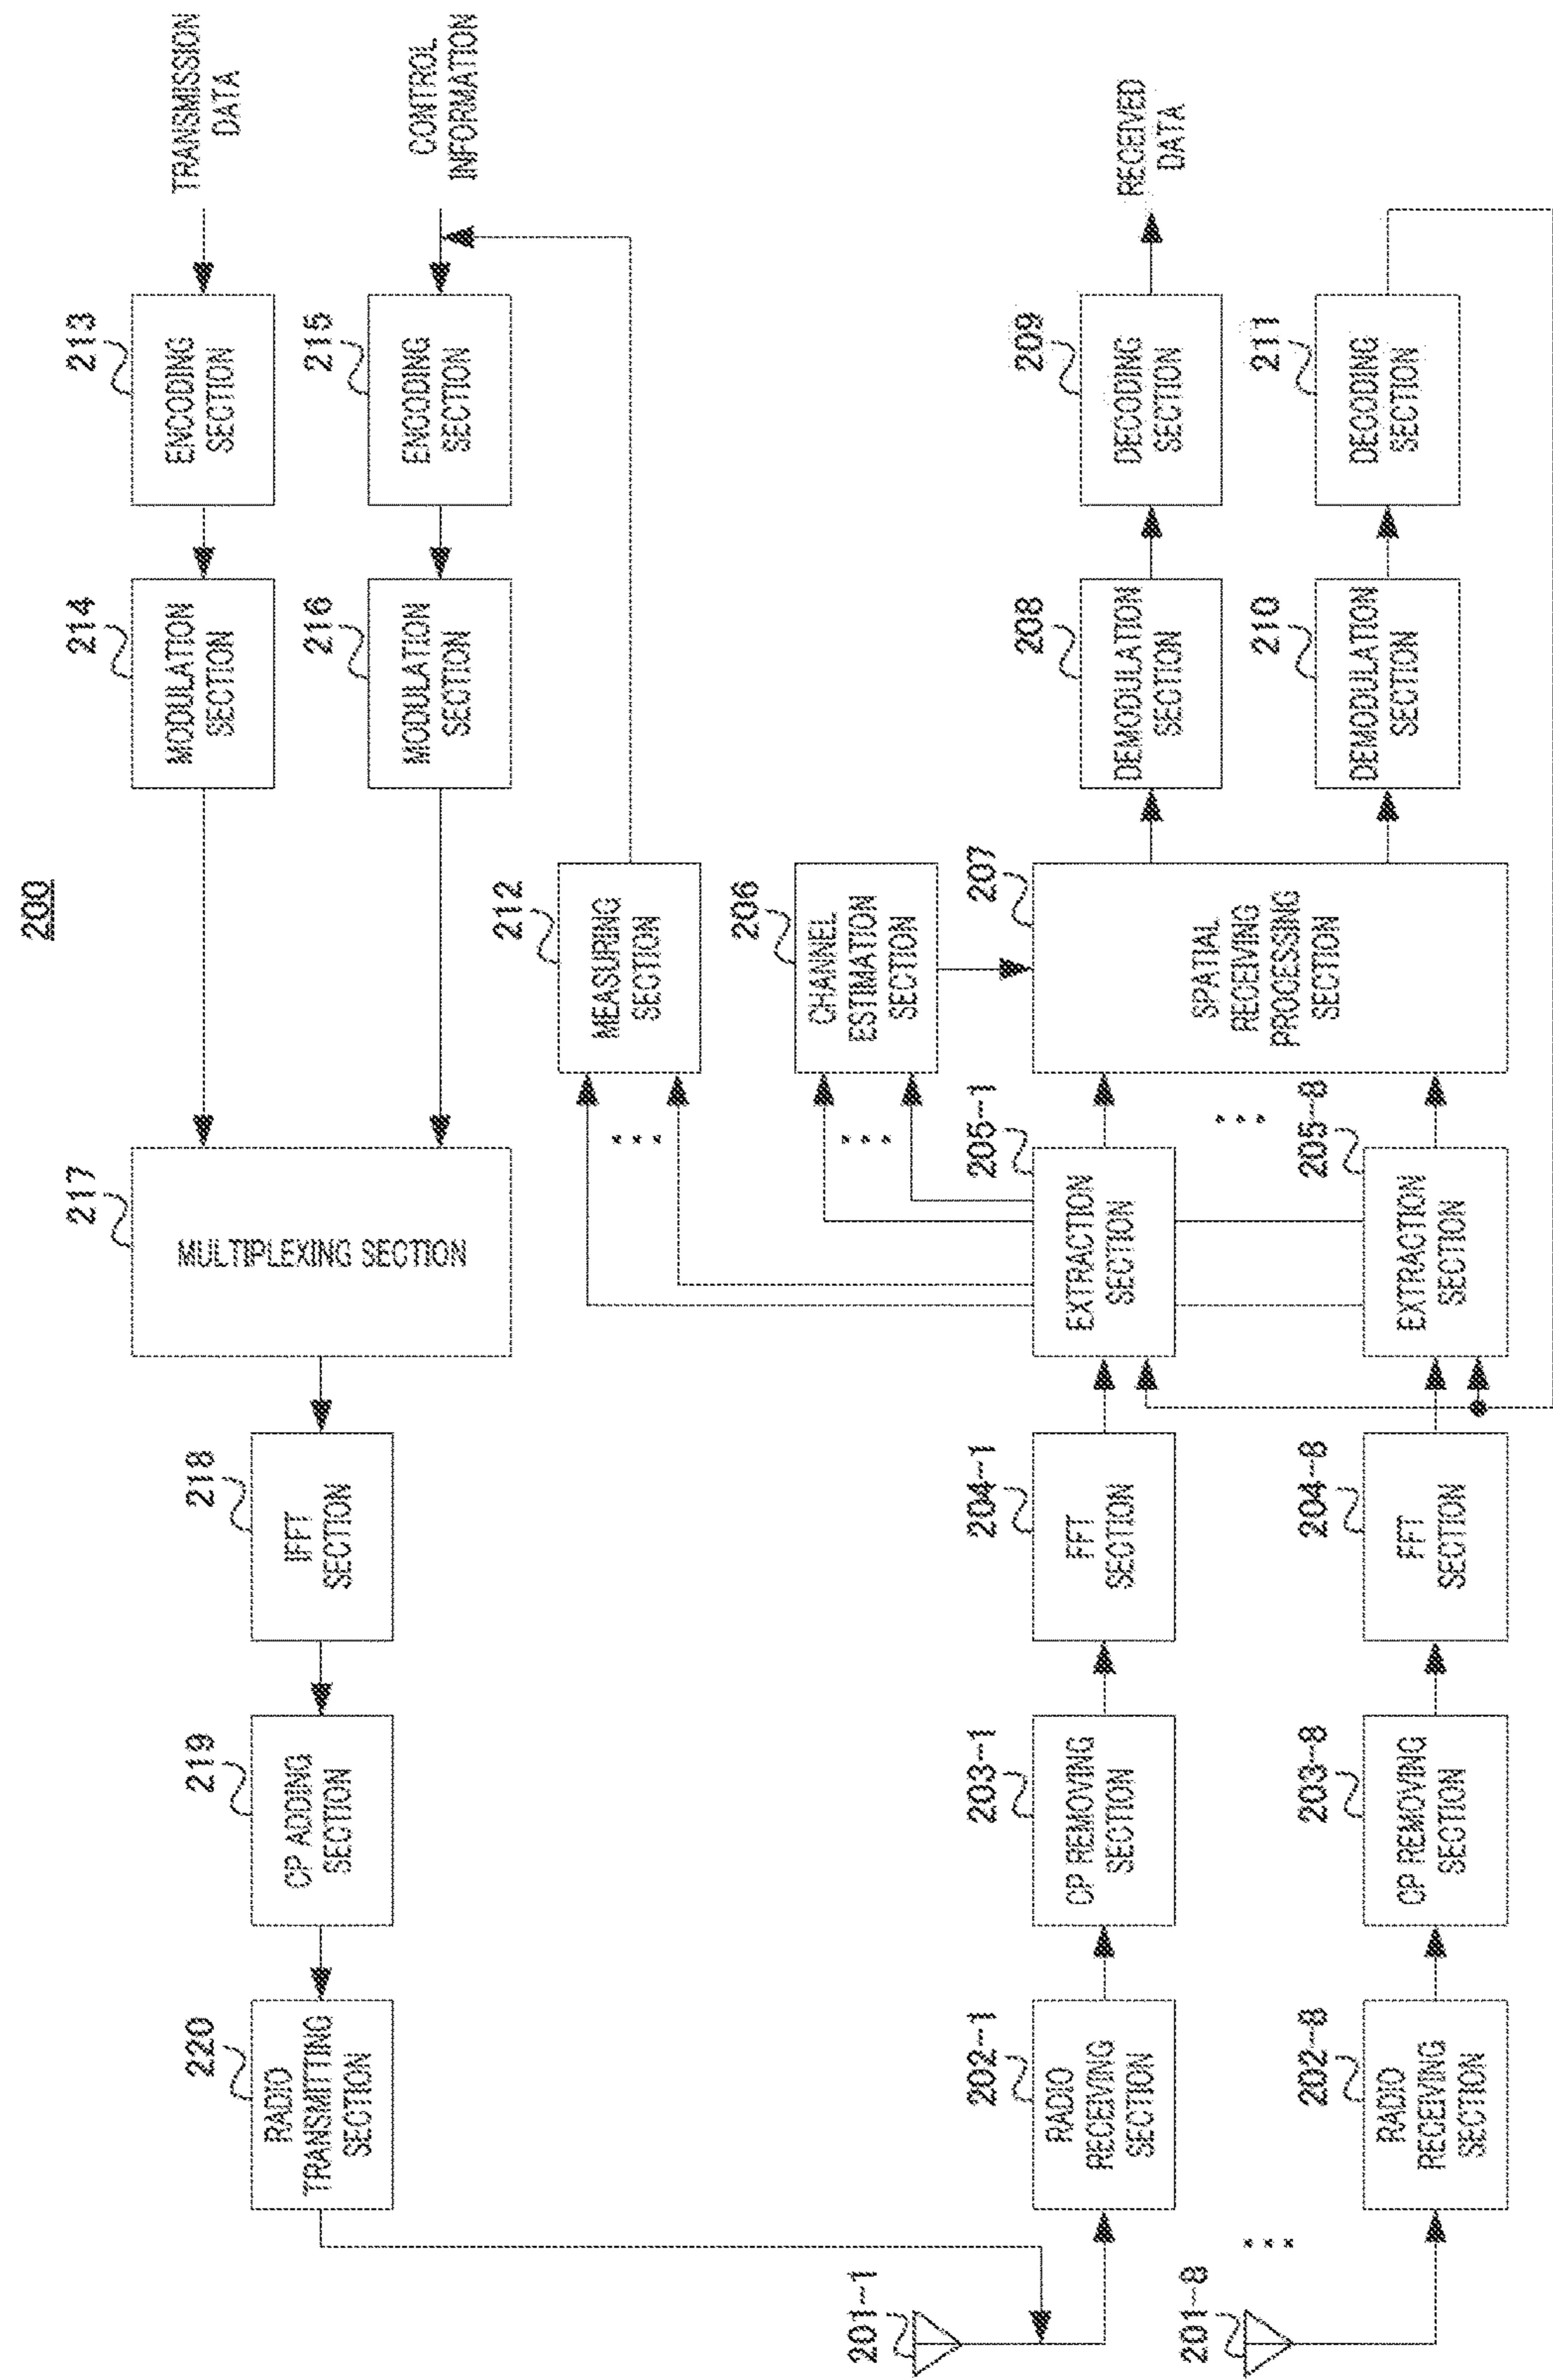 200
TRANSMISSION
DATA
CONTROL
INFORMATION
213
ENCODING
SECTION
214
MODULATION
SECTION
215
ENCODING
SECTION
216
MODULATION
SECTION
217
MULTIPLEXING SECTION
218
IFFT
SECTION
219
CP ADDING
SECTION
220
RADIO
TRANSMITTING
SECTION
212
MEASURING
SECTION
206
CHANNEL
ESTIMATION
SECTION
201-1
202-1
RADIO
RECEIVING
SECTION
203-1
CP REMOVING
SECTION
204-1
FFT
SECTION
205-1
EXTRACTION
SECTION
207
SPATIAL
RECEIVING
PROCESSING
SECTION
208
DEMODULATION
SECTION
209
DECODING
SECTION
RECEIVED
DATA
...
...
...
...
201-8
202-8
RADIO
RECEIVING
SECTION
203-8
CP REMOVING
SECTION
204-8
FFT
SECTION
205-8
EXTRACTION
SECTION
210
DEMODULATION
SECTION
211
DECODING
SECTION